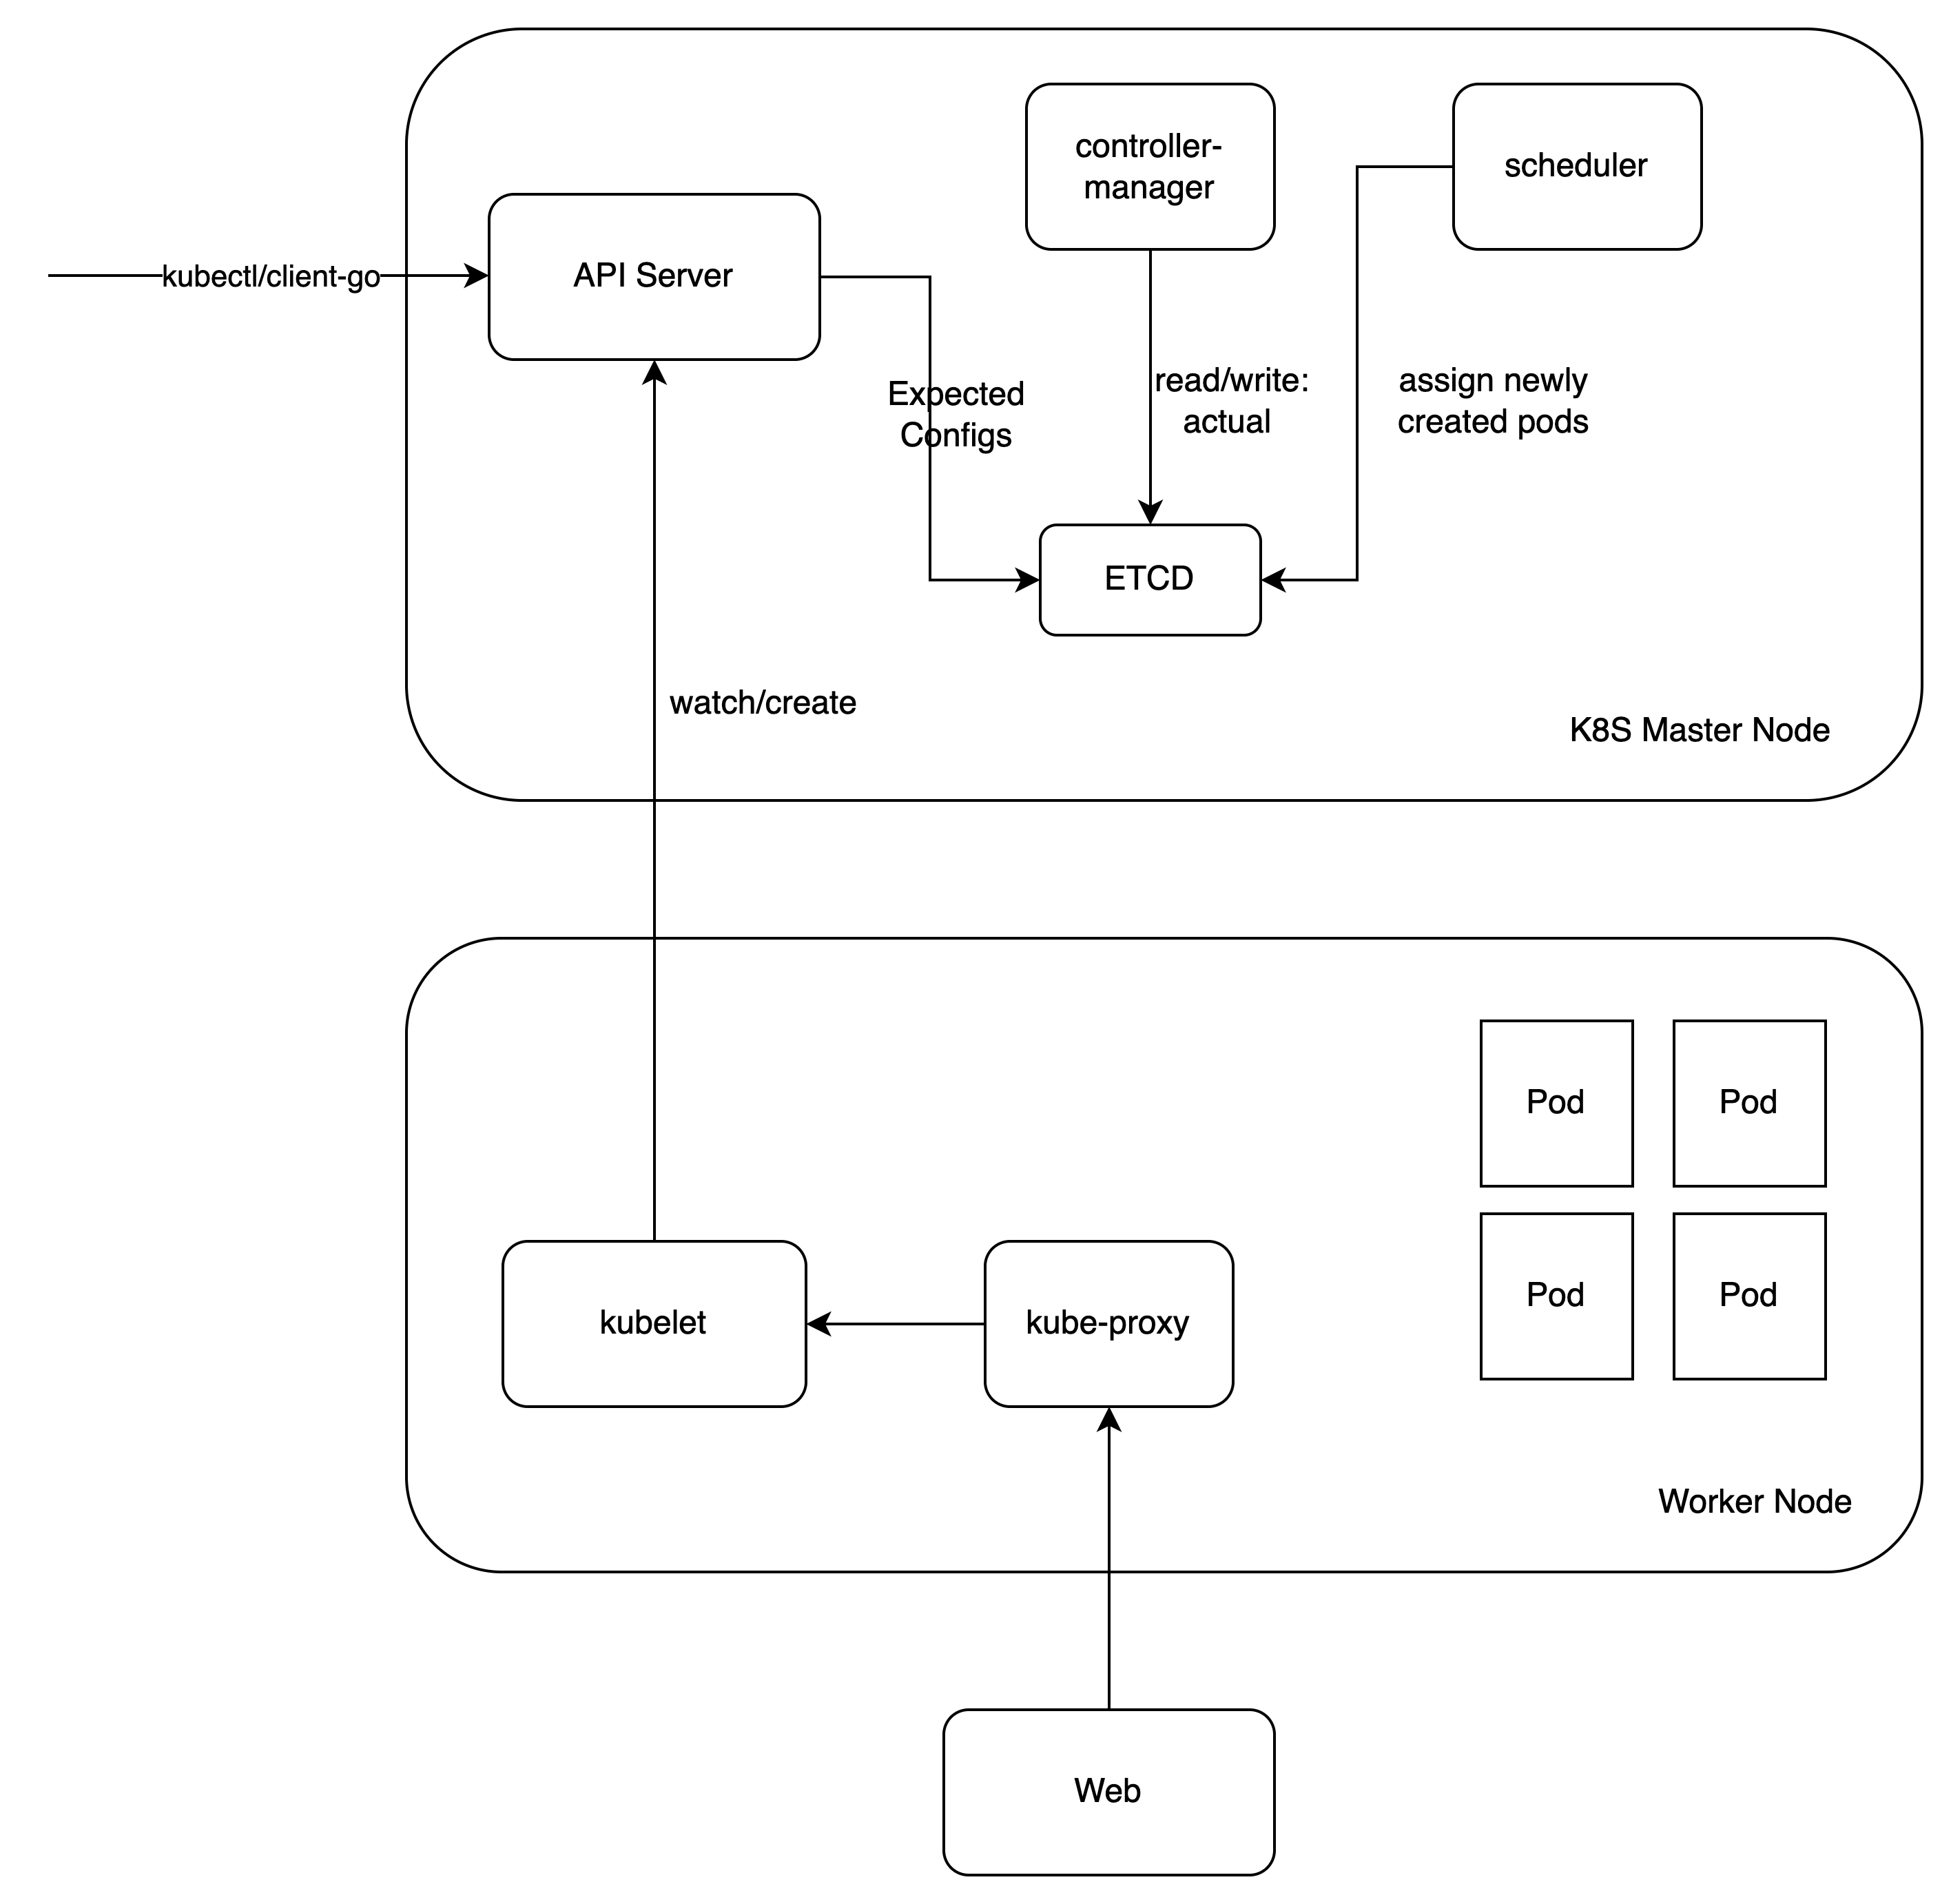 controller-
manager
scheduler
kubectl/client-go
API Server
Expected
Configs
read/write:
actual
assign newly
created pods
ETCD
watch/create
K8S Master Node
Pod
Pod
Pod
Pod
kubelet
kube-proxy
Worker Node
Web